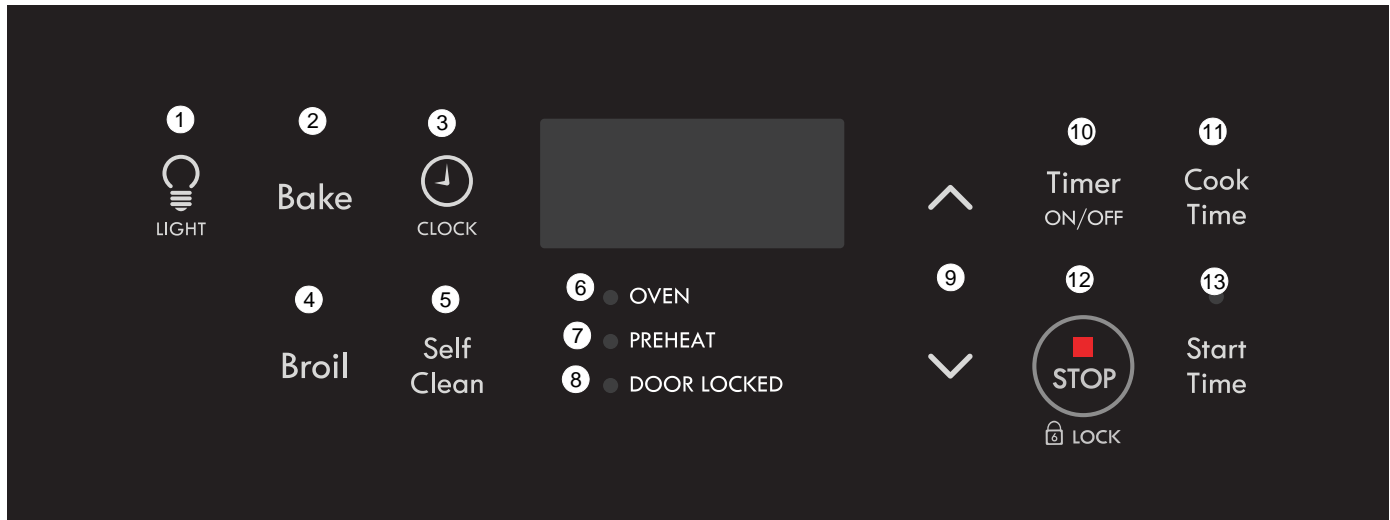 1
LIGHT
2
Bake
3
CLOCK
4
Broil
5
Self
Clean
6 OVEN
7 PREHEAT
8 DOOR LOCKED
9
10
Timer
ON/OFF
11
Cook
Time
12
STOP
6 LOCK
13
Start
Time